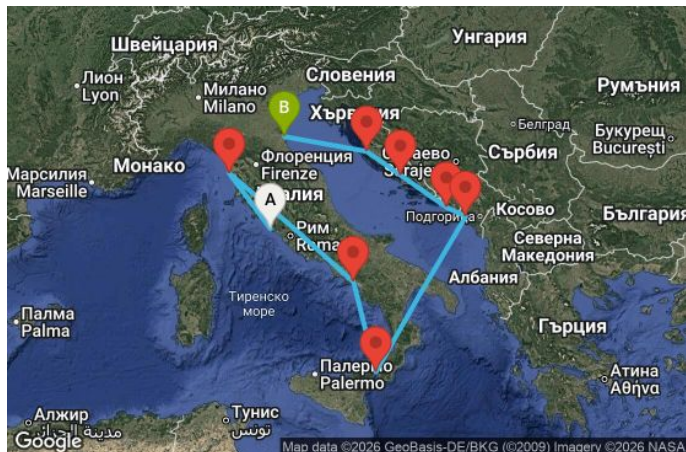 Унгария
Швейцария
Словения
Лион
Lyon
Милано
Milano
Румъния
B
Хърватия
Белград
Букурещ
București
Сараево
Sarajevo
Сърбия
Монако
Флоренция
Firenze
Марсилия
Marseille
Италия
A
Подгорица
Косово
България
Рим
Roma
Северна
Македония
Албания
Тиренско
море
Палма
Palma
Гърция
Палермо
Palermo
Атина
Αθήνα
Алжир
مدينة الجزائر
Тунис
تونس
Google
Map data ©2026 GeoBasis-DE/BKG (©2009) Imagery ©2026 NASA